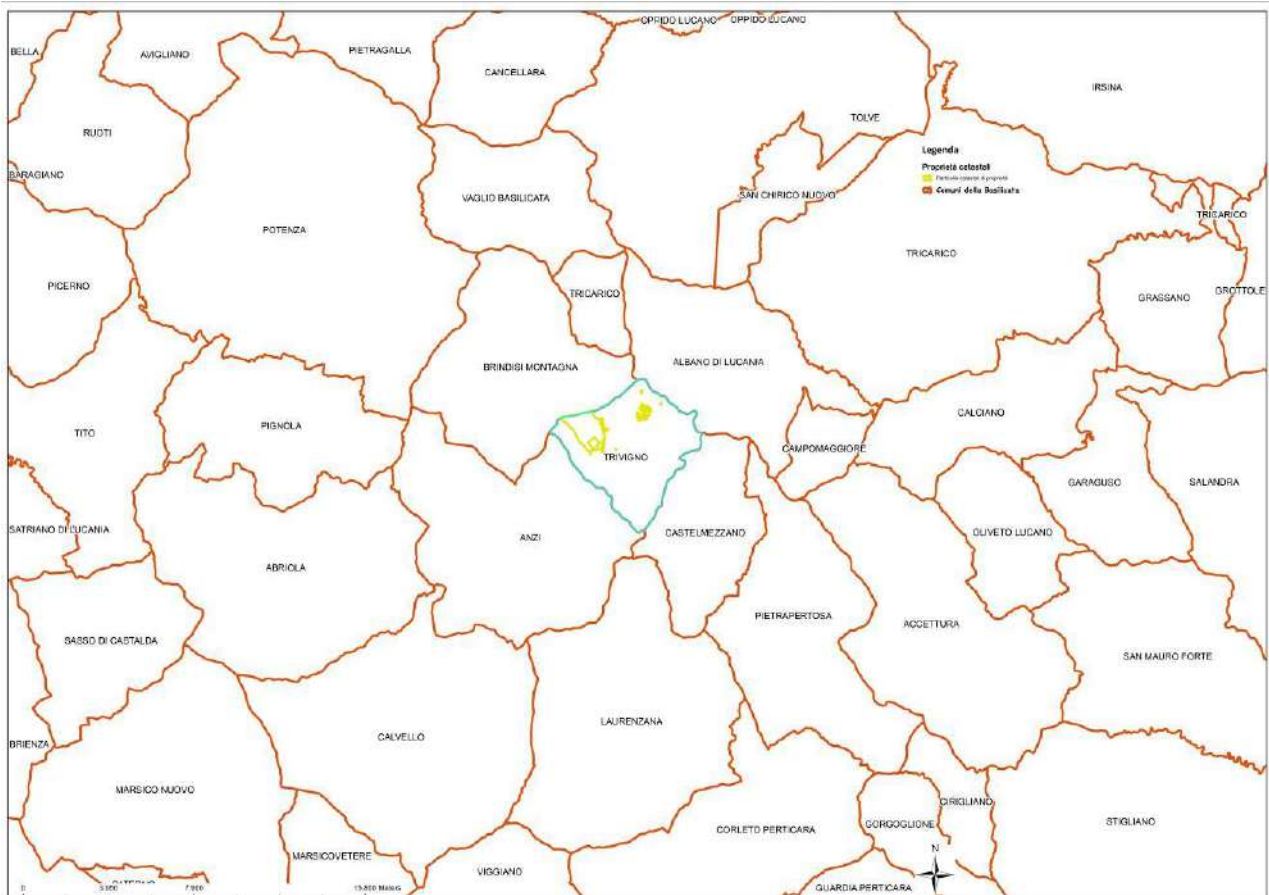 OPPIDO LUCANO
OPPIDO LUCANO
BELLA
AVIGLIANO
PIETRAGALLA
CANCELLARA
IRSINA
RUOTI
TOLVE
Legenda
Proprietà catastali
Comuni della Basilicata
BARAGIANO
VAGLIO BASILICATA
SAN CHIRICO NUOVO
TRICARICO
POTENZA
TRICARICO
PICERNO
TRICARICO
GRASSANO
GROTTOLE
BRINDISI MONTAGNA
ALBANO DI LUCANIA
CALCIANO
TITO
PIGNOLA
CAMPOMAGGIORE
TRIVIGNO
GARAGUSO
SALANDRA
SATRIANO DI LUCANIA
ANZI
CASTELMEZZANO
OLIVETO LUCANO
ABRIOLA
PIETRAPERTOSA
ACCETTURA
SASSO DI CASTALDA
SAN MAURO FORTE
LAURENZANA
BRIENZA
CALVELLO
MARSICO NUOVO
CIRIGLIANO
CORLETO PERTICARA
GORGOGLIONE
STIGLIANO
N
MARSICOVETERE
VIGGIANO
PATERNO
GUARDIA PERTICARA
0